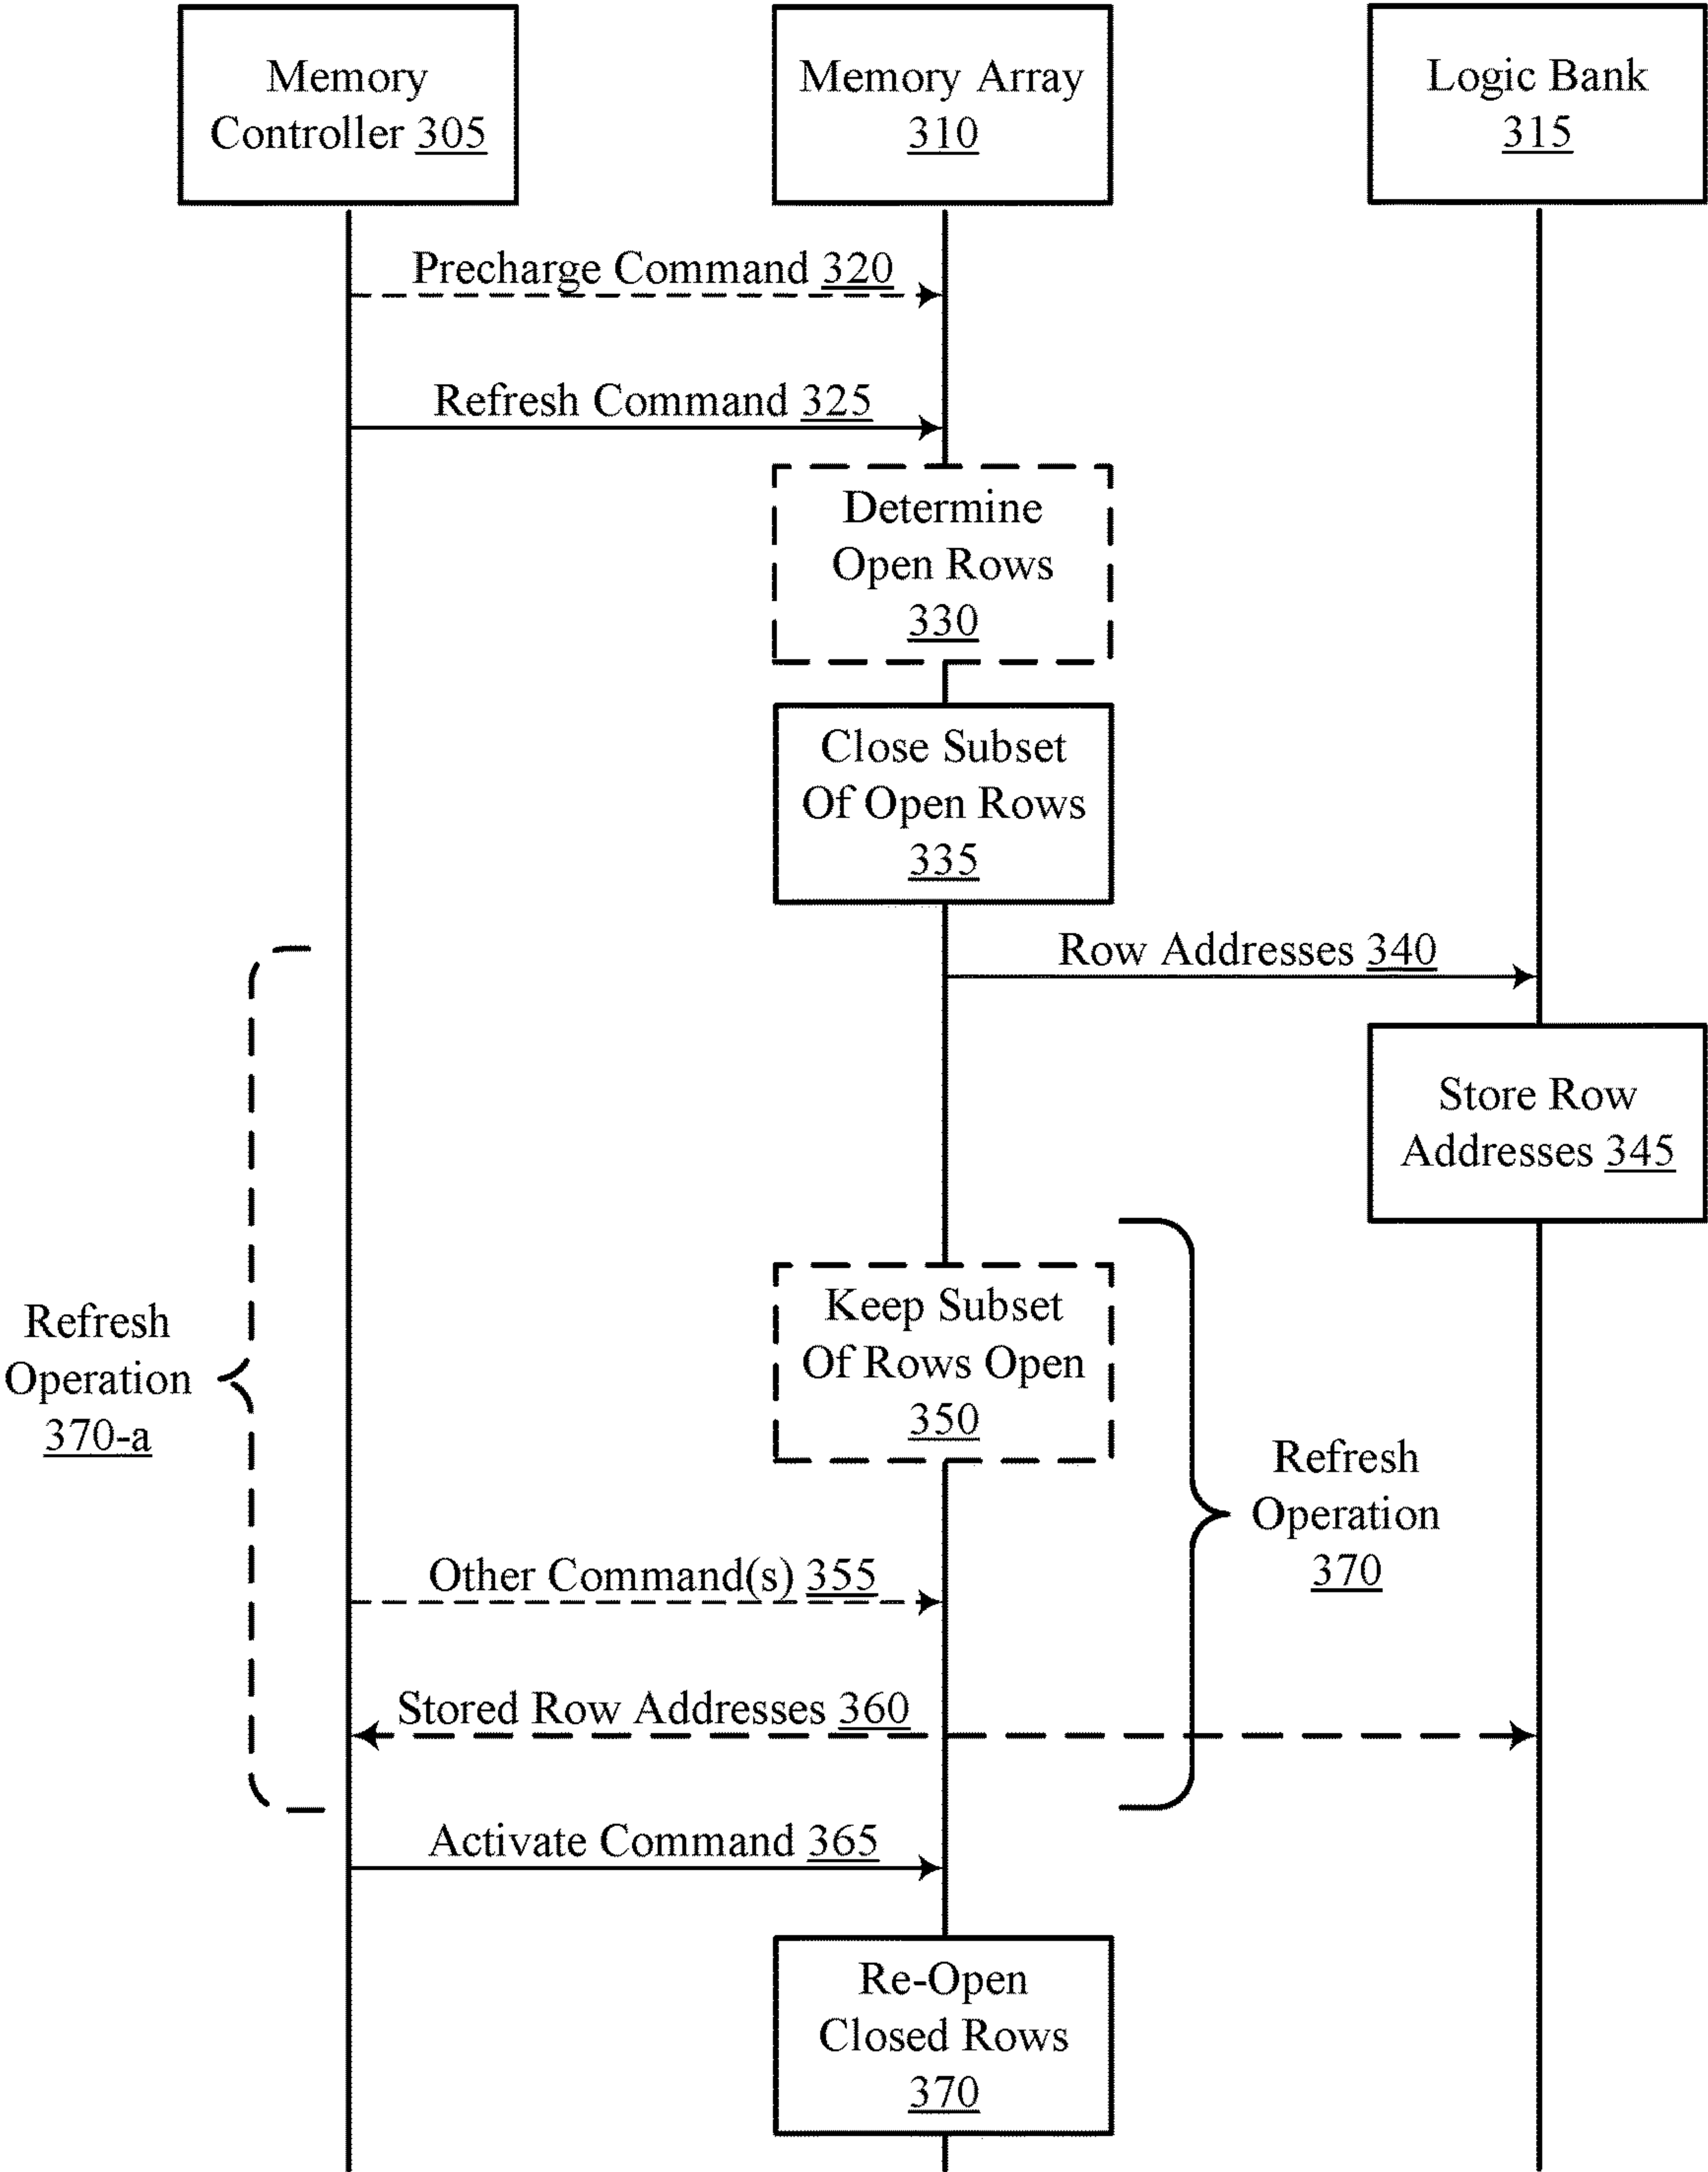 Memory
Controller 305
Memory Array
310
Logic Bank
315
Precharge Command 320
Refresh Command 325
Determine
Open Rows
330
Close Subset
Of Open Rows
335
Row Addresses 340
Store Row
Addresses 345
Refresh
Operation
370-a
Keep Subset
Of Rows Open
350
Refresh
Operation
370
Other Command(s) 355
Stored Row Addresses 360
Activate Command 365
Re-Open
Closed Rows
370